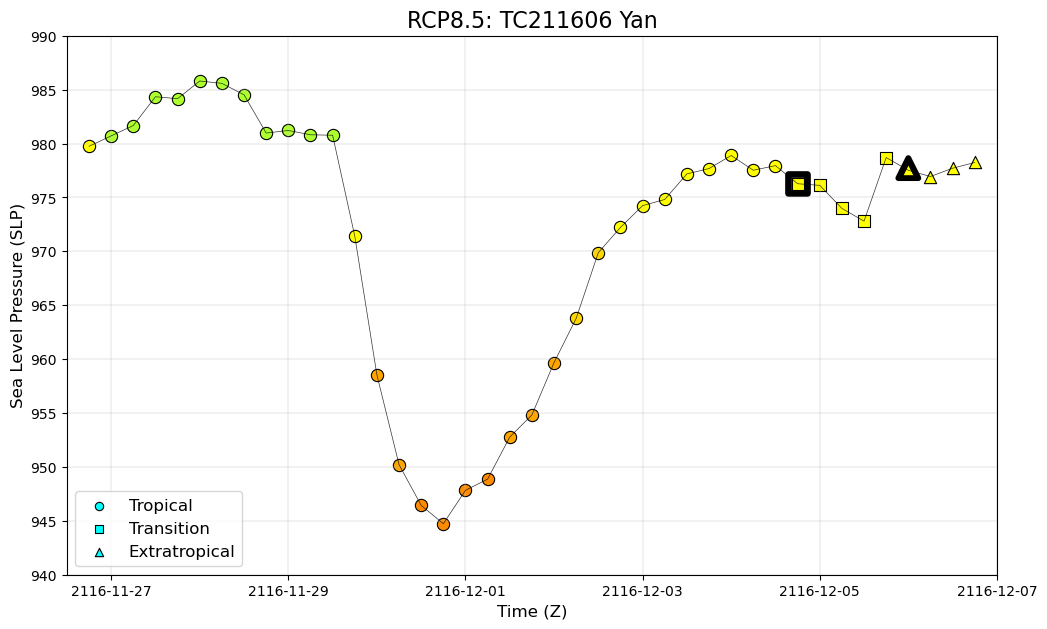 RCP8.5: TC211606 Yan
990
985
980
975
970
965
960
955
950
945
940
Sea Level Pressure (SLP)
Tropical
Transition
Extratropical
2116-11-27 2116-11-29 2116-12-01 2116-12-03 2116-12-05 2116-12-07
Time (Z)